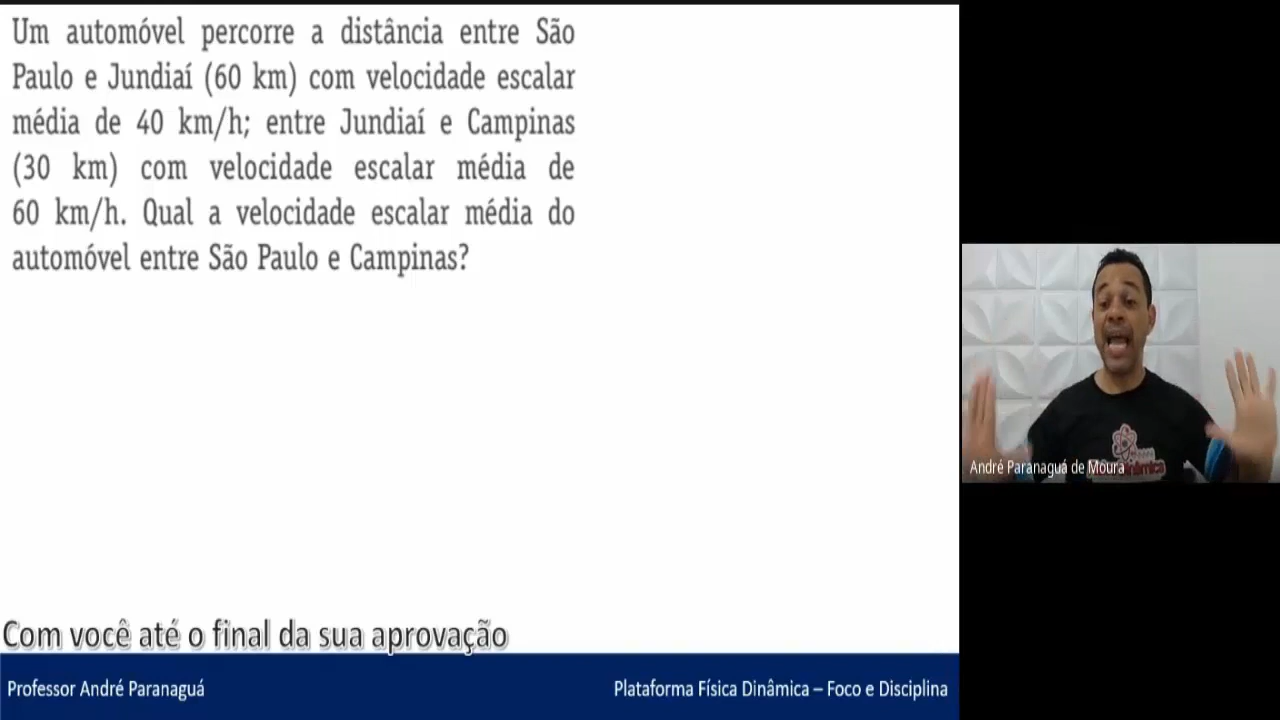 Um automóvel percorre a distância entre São
Paulo e Jundiaí (60 km) com velocidade escalar
média de 40 km/h; entre Jundiaí e Campinas
(30 km) com velocidade escalar média de
60 km/h. Qual a velocidade escalar média do
automóvel entre São Paulo e Campinas?
André Paranaguá de Moura
Com você até o final da sua aprovação
Professor André Paranaguá
Plataforma Física Dinâmica – Foco e Disciplina